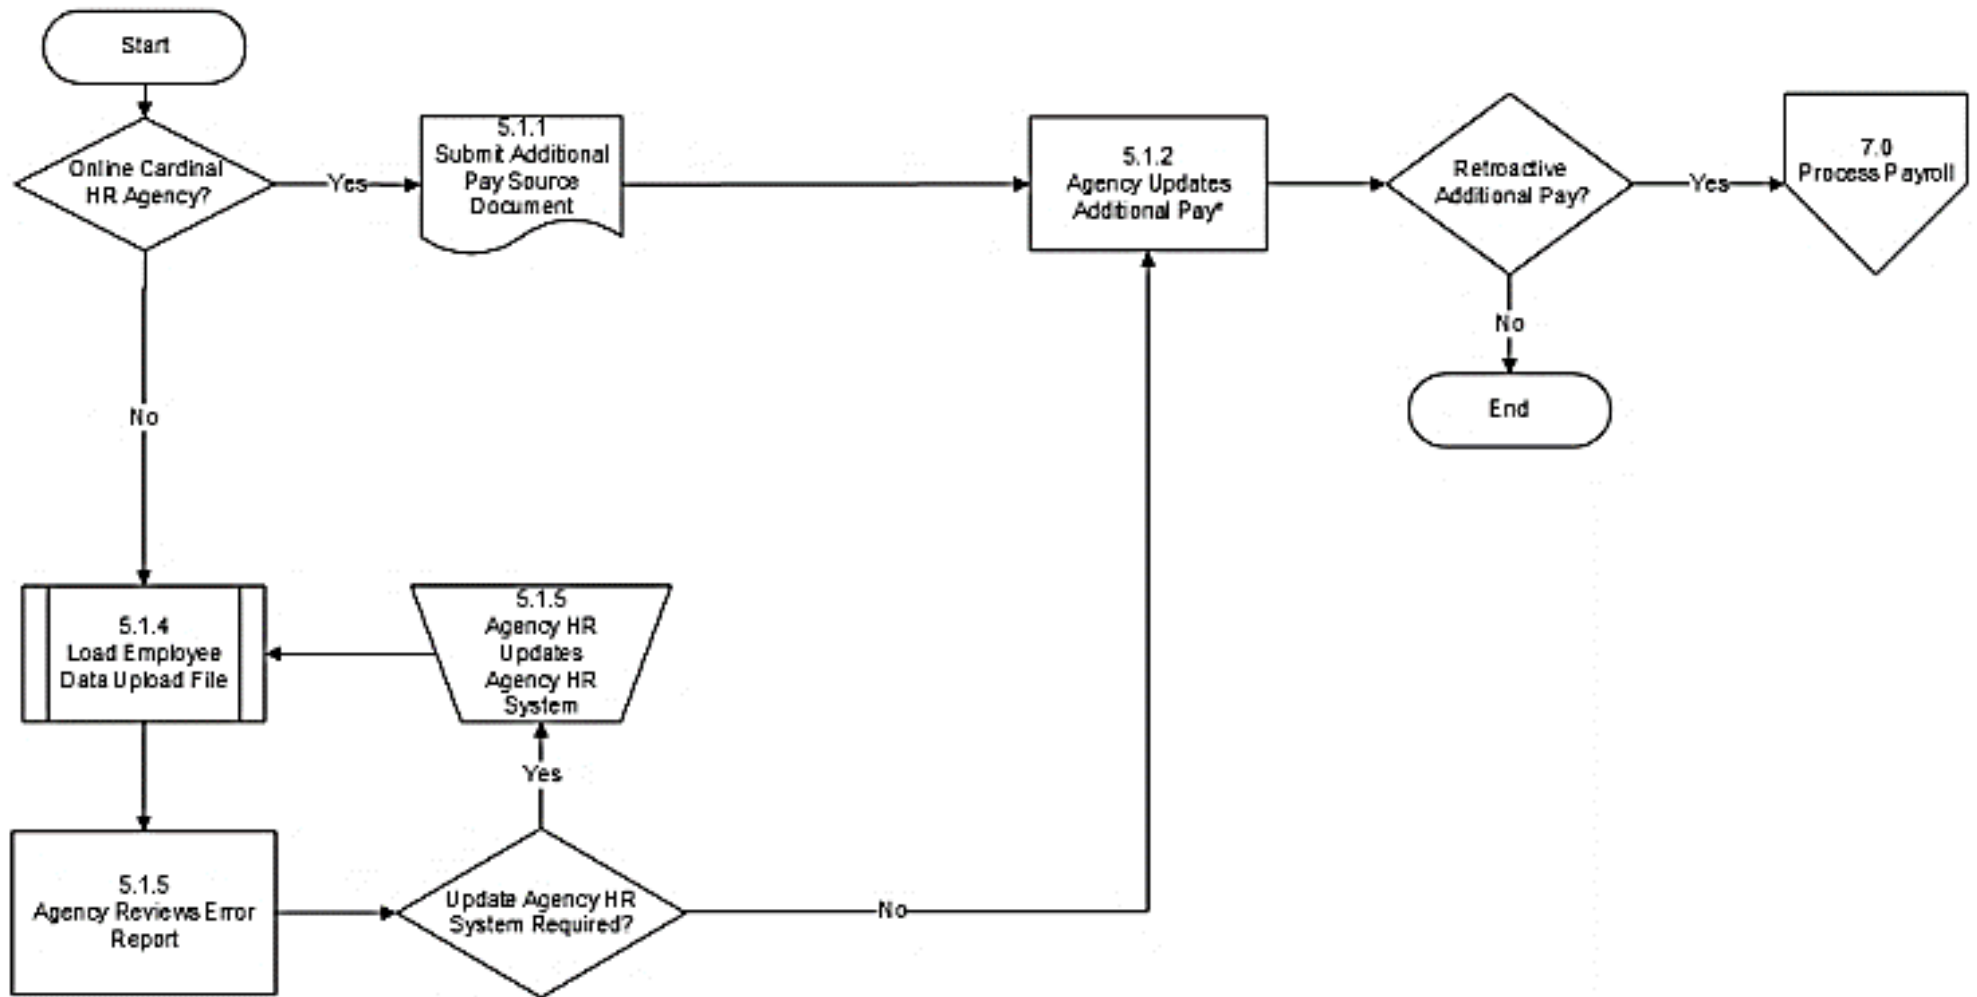 Start
Online Cardinal
HR Agency?
Yes
5.1.1
Submit Additional
Pay Source
Document
5.1.2
Agency Updates
Additional Pay*
Retroactive
Additional Pay?
Yes
7.0
Process Payroll
No
End
No
5.1.4
Load Employee
Data Upload File
5.1.5
Agency HR
Updates
Agency HR
System
Yes
5.1.5
Agency Reviews Error
Report
Update Agency HR
System Required?
No